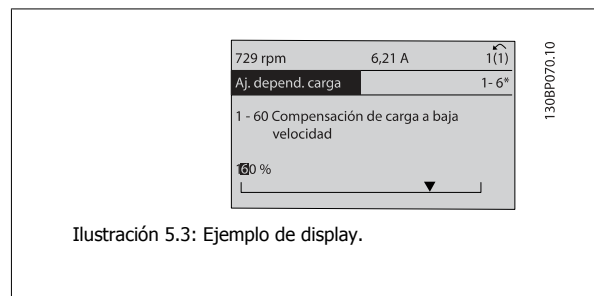 729 rpm 6,21 A 1(1)
Aj. depend. carga 1- 6*
1 - 60 Compensación de carga a baja
velocidad
160 %
130BP070.10
Ilustración 5.3: Ejemplo de display.